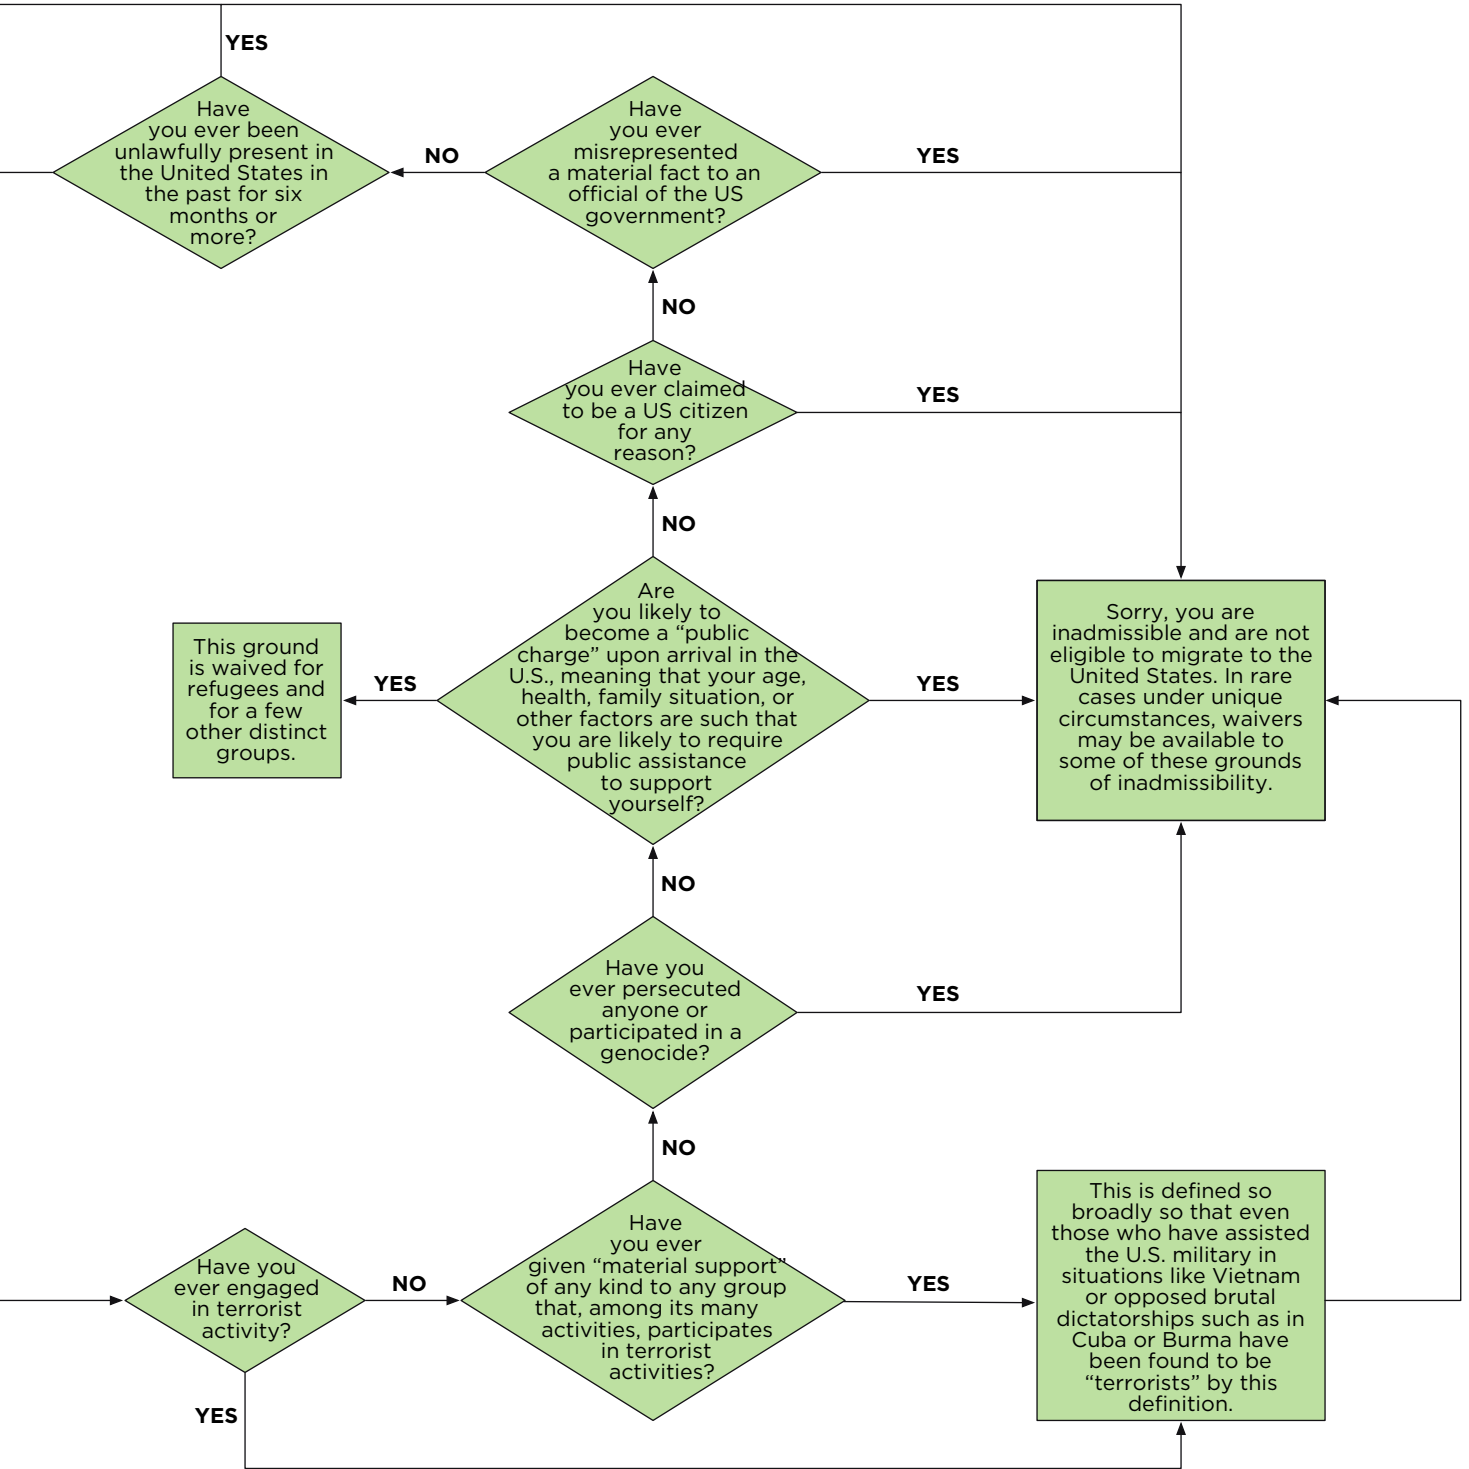 YES
Have
you ever been
unlawfully present in
the United States in
the past for six
months or
more?
NO
Have
you ever
misrepresented
a material fact to an
official of the US
government?
YES
NO
Have
you ever claimed
to be a US citizen
for any
reason?
YES
NO
This ground
is waived for
refugees and
for a few
other distinct
groups.
YES
Are
you likely to
become a “public
charge” upon arrival in the
U.S., meaning that your age,
health, family situation, or
other factors are such that
you are likely to require
public assistance
to support
yourself?
YES
Sorry, you are
inadmissible and are not
eligible to migrate to the
United States. In rare
cases under unique
circumstances, waivers
may be available to
some of these grounds
of inadmissibility.
NO
Have you
ever persecuted
anyone or
participated in a
genocide?
YES
NO
Have you
ever engaged
in terrorist
activity?
NO
Have
you ever
given “material support”
of any kind to any group
that, among its many
activities, participates
in terrorist
activities?
YES
This is defined so
broadly so that even
those who have assisted
the U.S. military in
situations like Vietnam
or opposed brutal
dictatorships such as in
Cuba or Burma have
been found to be
“terrorists” by this
definition.
YES